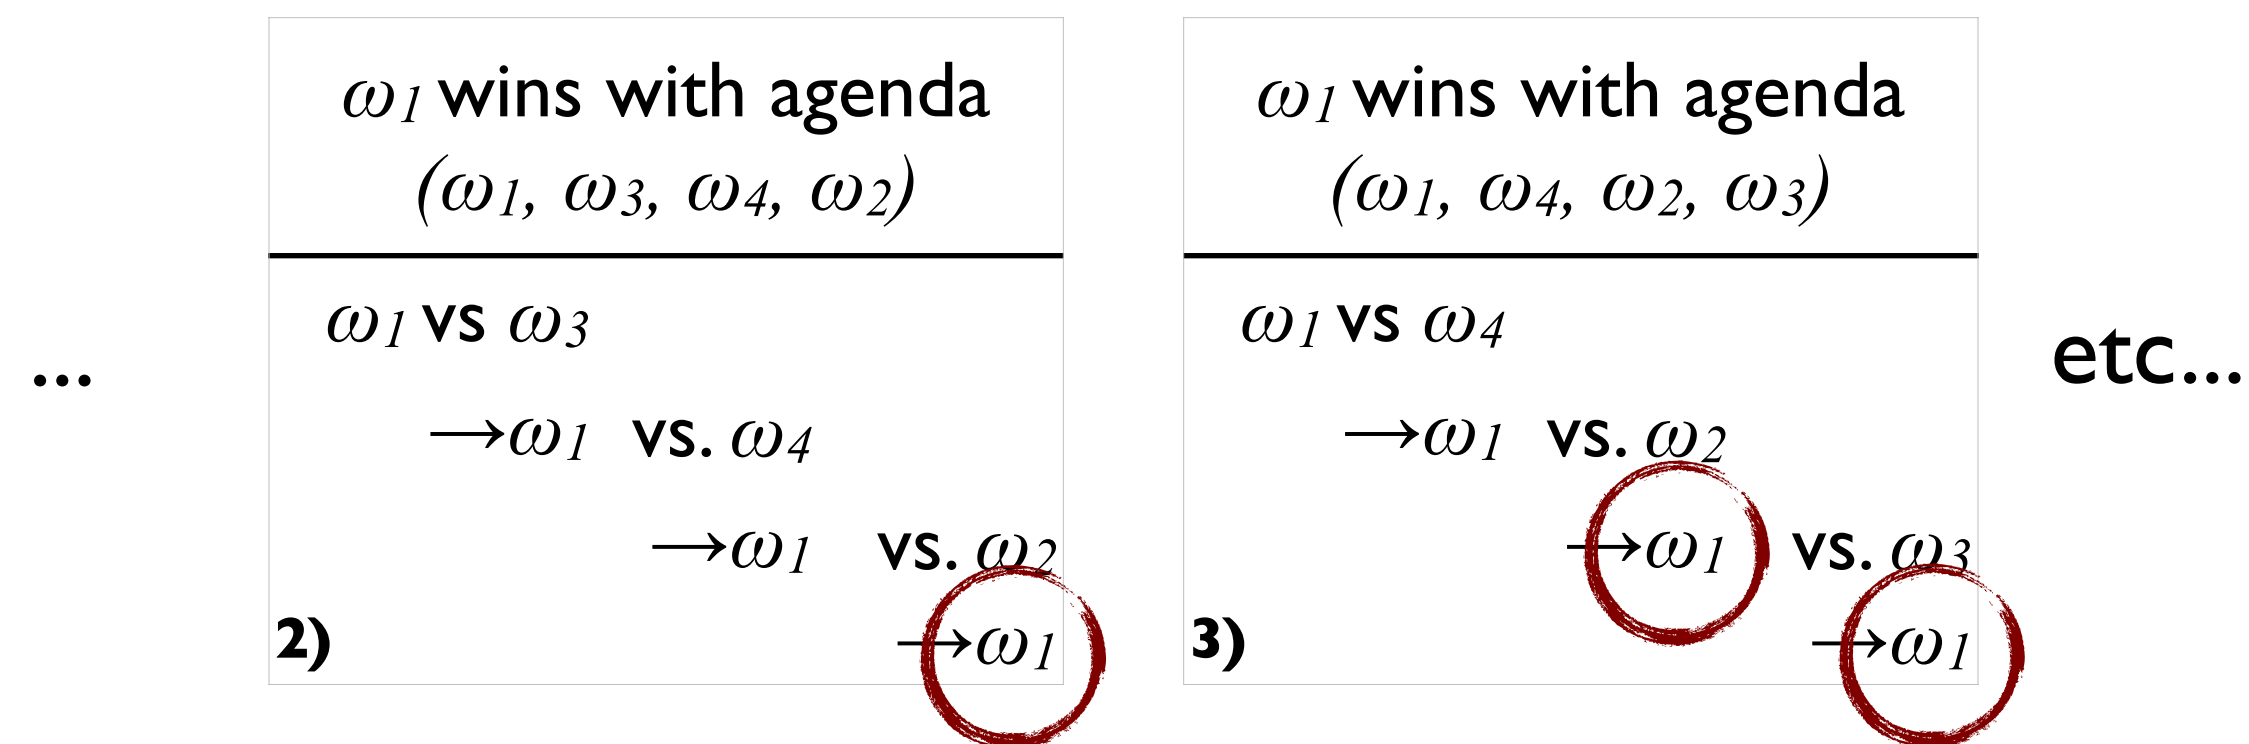 ...
ω1 wins with agenda
(ω1, ω3, ω4, ω2)
ω1 vs ω3
→ω1 vs. ω4
→ω1 vs. ω2
→ω1
2)
ω1 wins with agenda
(ω1, ω4, ω2, ω3)
ω1 vs ω4
→ω1 vs. ω2
→ω1 vs. ω3
→ω1
3)
etc...